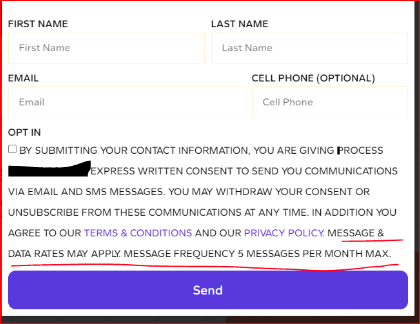 FIRST NAME LAST NAME
First Name Last Name
EMAIL CELL PHONE (OPTIONAL)
Email Cell Phone
OPT IN
BY SUBMITTING YOUR CONTACT INFORMATION, YOU ARE GIVING PROCESS
EXPRESS WRITTEN CONSENT TO SEND YOU COMMUNICATIONS
VIA EMAIL AND SMS MESSAGES. YOU MAY WITHDRAW YOUR CONSENT OR
UNSUBSCRIBE FROM THESE COMMUNICATIONS AT ANY TIME. IN ADDITION YOU
AGREE TO OUR TERMS & CONDITIONS AND OUR PRIVACY POLICY. MESSAGE &
DATA RATES MAY APPLY. MESSAGE FREQUENCY 5 MESSAGES PER MONTH MAX.
Send